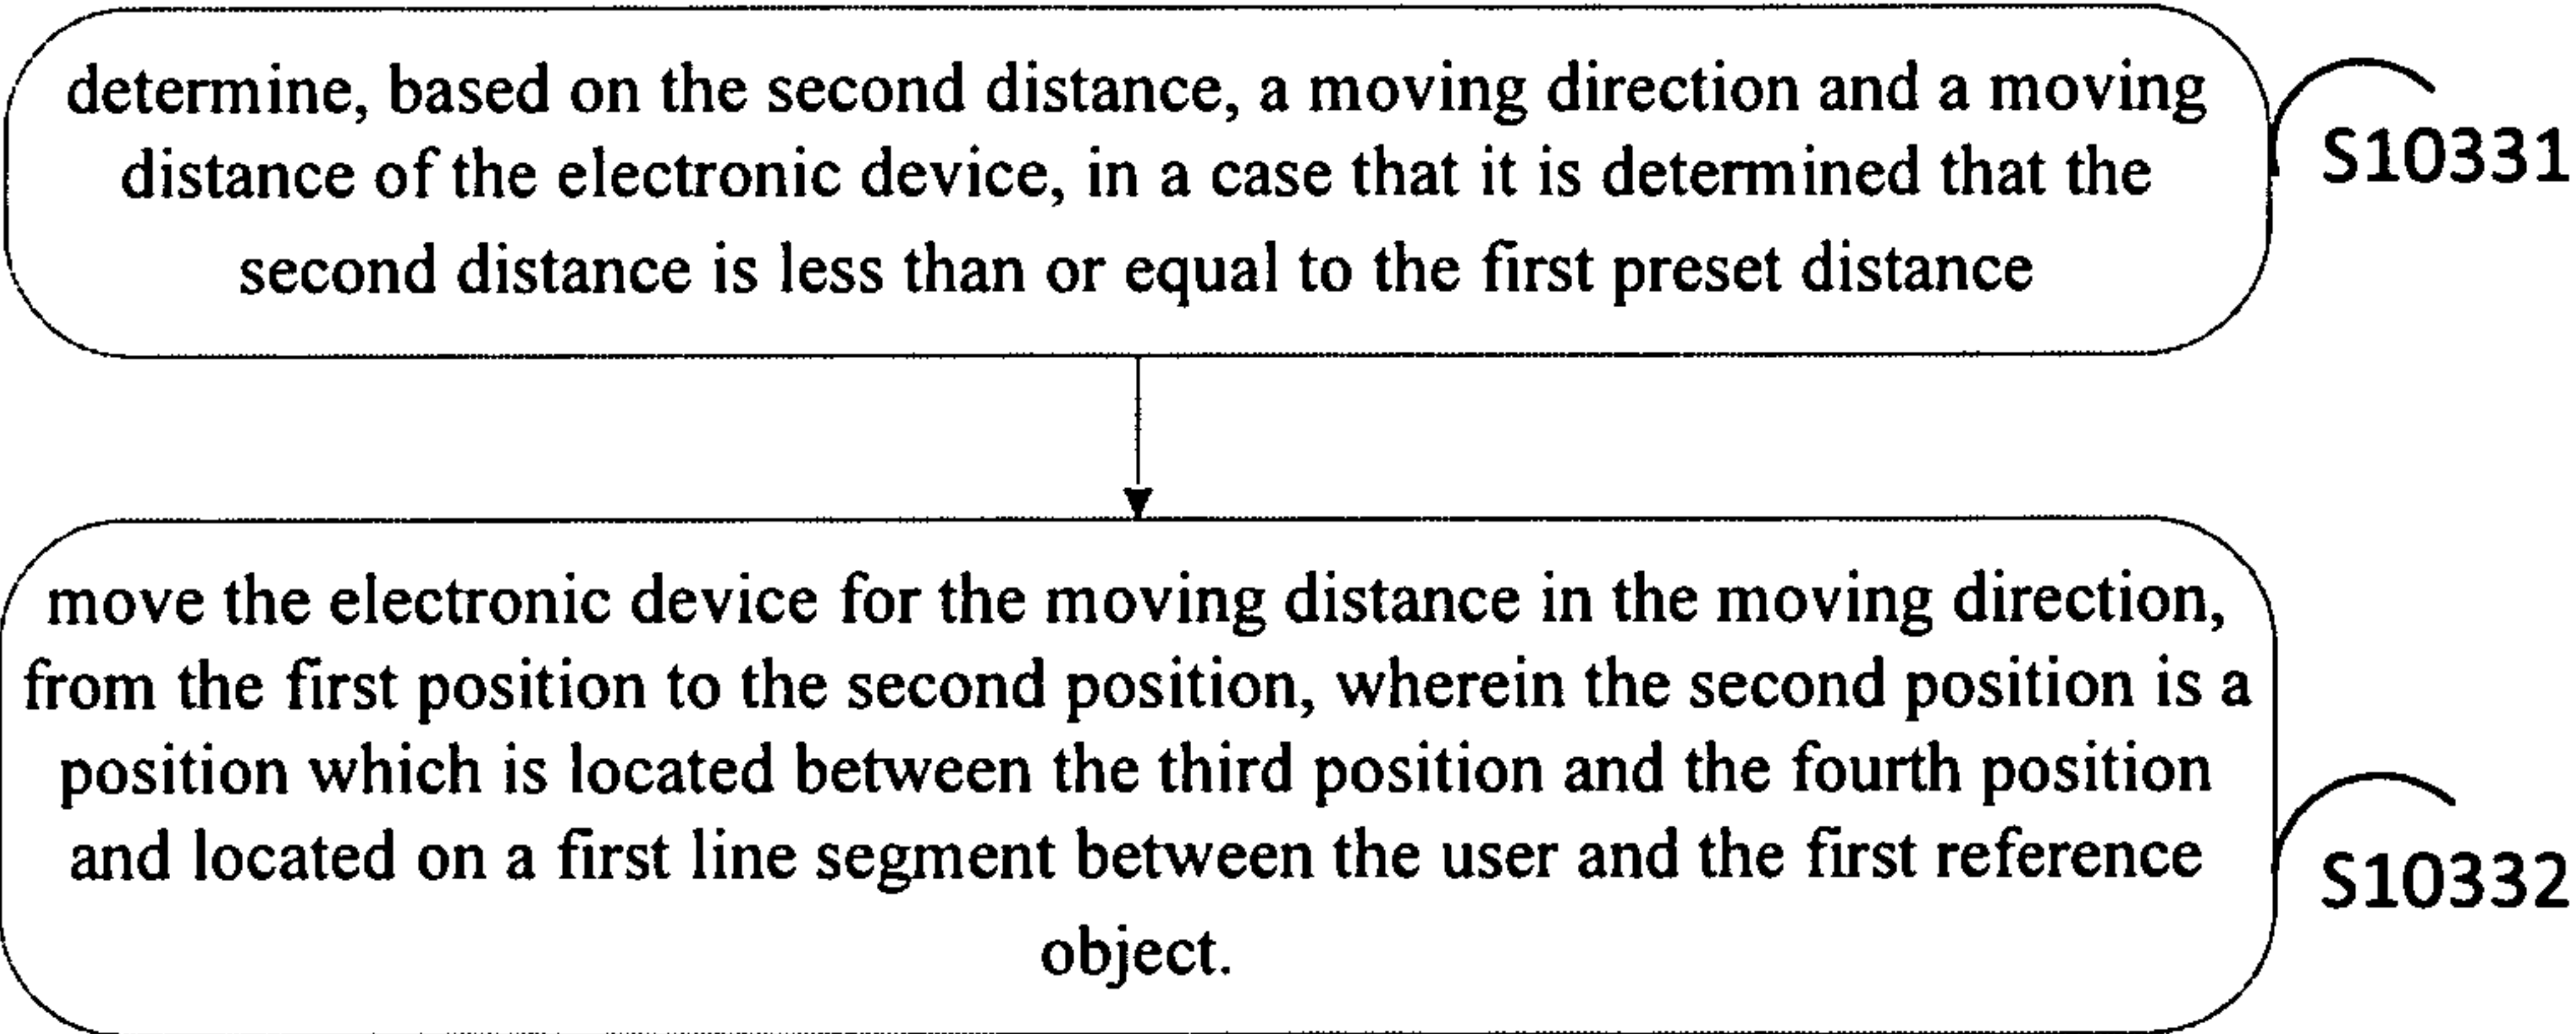 determine, based on the second distance, a moving direction and a moving
distance of the electronic device, in a case that it is determined that the
second distance is less than or equal to the first preset distance
S10331
move the electronic device for the moving distance in the moving direction,
from the first position to the second position, wherein the second position is a
position which is located between the third position and the fourth position
and located on a first line segment between the user and the first reference
object.
S10332